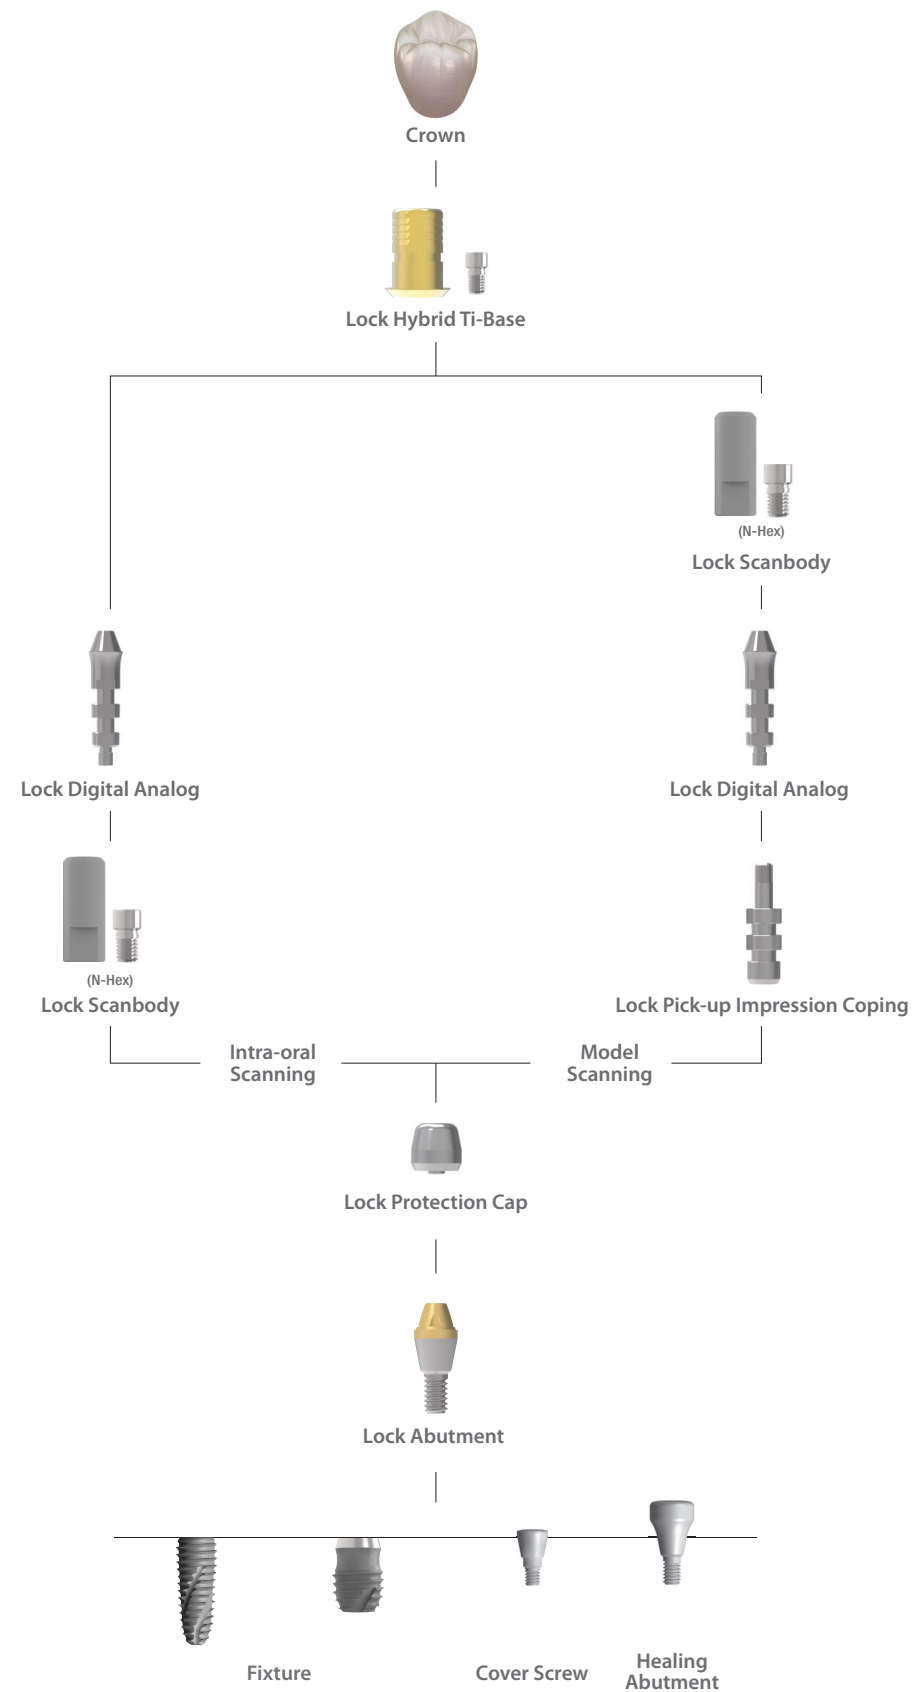 Crown
Lock Hybrid Ti-Base
(N-Hex)
Lock Scanbody
Lock Digital Analog
Lock Digital Analog
(N-Hex)
Lock Scanbody
Lock Pick-up Impression Coping
Intra-oral
Scanning
Model
Scanning
Lock Protection Cap
Lock Abutment
Fixture
Cover Screw
Healing
Abutment